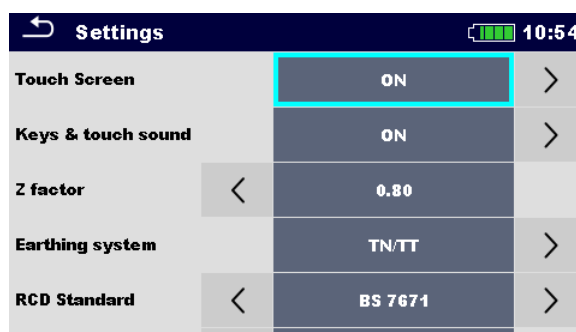 Settings 10:54
Touch Screen ON
Keys & touch sound ON
Z factor 0.80
Earthing system TN/TT
RCD Standard BS 7671